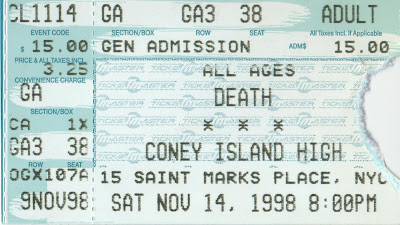 CL1114 GA GA3 38 ADULT
EVENT CODE SECTION/BOX ROW SEAT All Taxes Incl. If Applicable
$ 15.00 GEN ADMISSION ADM$ 15.00
PRICE & ALL TAXES INCL.
3.25 ALL AGES
CONVENIENCE CHARGE
GA DEATH
SECTION/BOX
CA 1X * * *
GA3 38 CONEY ISLAND HIGH
OGX107A 15 SAINT MARKS PLACE, NYC
9NOV98 SAT NOV 14, 1998 8:00PM